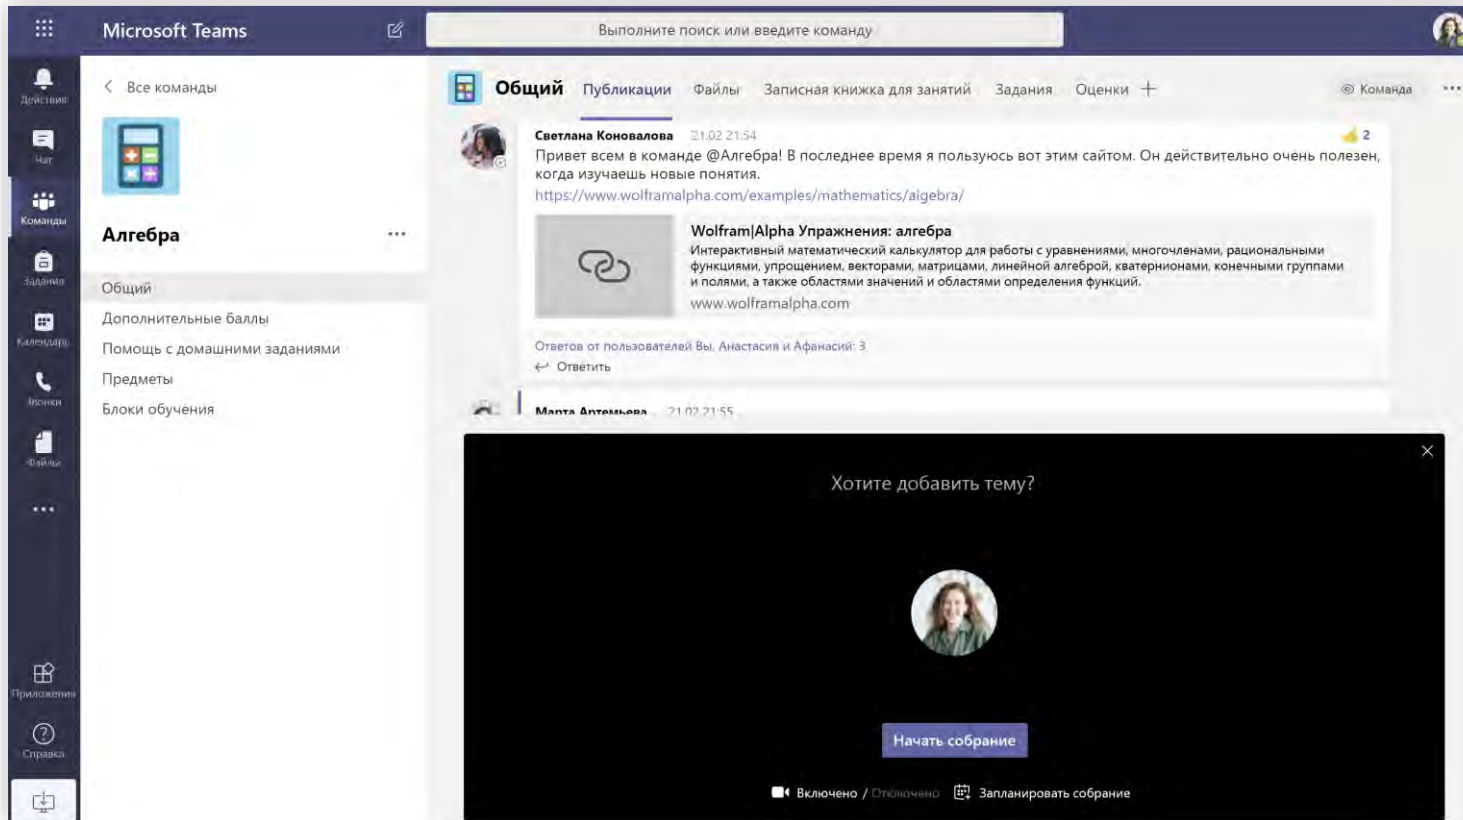 Microsoft Teams
Выполните поиск или введите команду
Действия
Чат
Команды
Задания
Календарь
Звонки
Файлы
Приложения
Справка
Все команды
Алгебра
Общий
Дополнительные баллы
Помощь с домашними заданиями
Предметы
Блоки обучения
Общий Публикации Файлы Записная книжка для занятий Задания Оценки
Команда
Светлана Коновалова 21.02 21:54
2
Привет всем в команде @Алгебра! В последнее время я пользуюсь вот этим сайтом. Он действительно очень полезен,
когда изучаешь новые понятия.
https://www.wolframalpha.com/examples/mathematics/algebra/
Wolfram|Alpha Упражнения: алгебра
Интерактивный математический калькулятор для работы с уравнениями, многочленами, рациональными
функциями, упрощением, векторами, матрицами, линейной алгеброй, кватернионами, конечными группами
и полями, а также областями значений и областями определения функций.
www.wolframalpha.com
Ответов от пользователей Вы, Анастасия и Афанасий: 3
Ответить
Марта Артемьева 21.02 21:55
Хотите добавить тему?
Начать собрание
Включено / Отключено Запланировать собрание